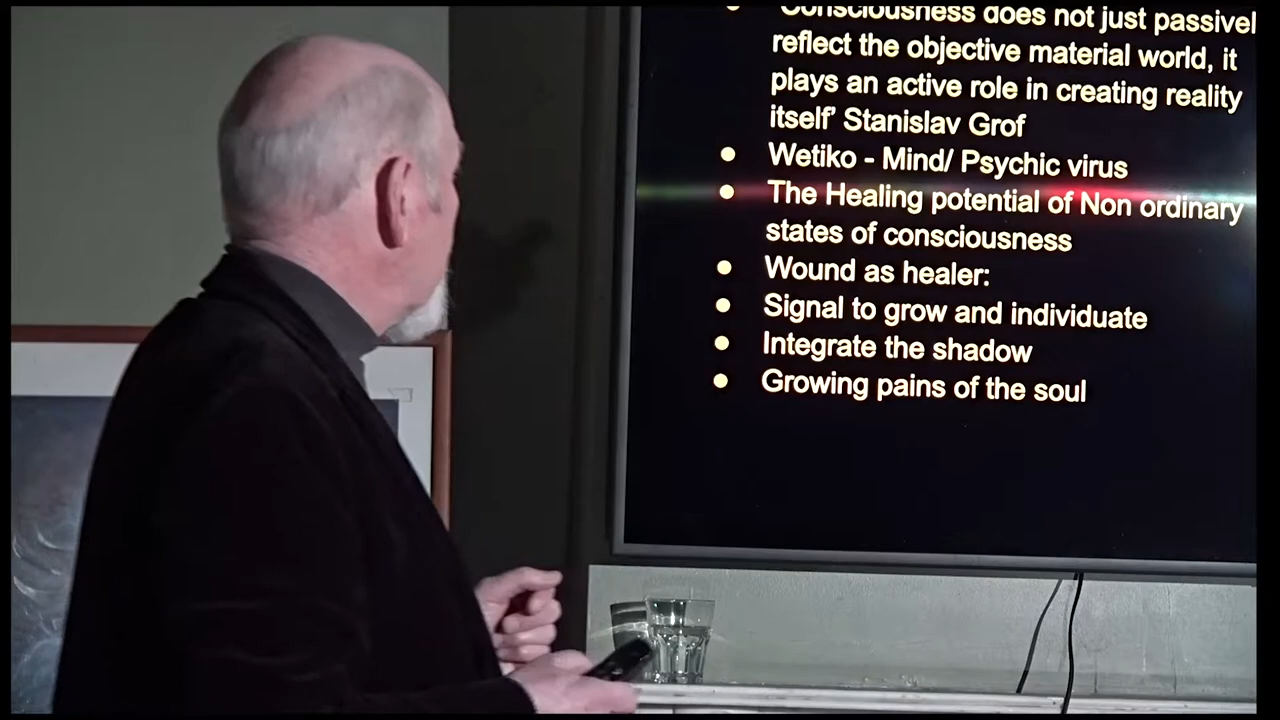 Consciousness does not just passivel
reflect the objective material world, it
plays an active role in creating reality
itself' Stanislav Grof
Wetiko - Mind/ Psychic virus
The Healing potential of Non ordinary
states of consciousness
Wound as healer:
Signal to grow and individuate
Integrate the shadow
Growing pains of the soul